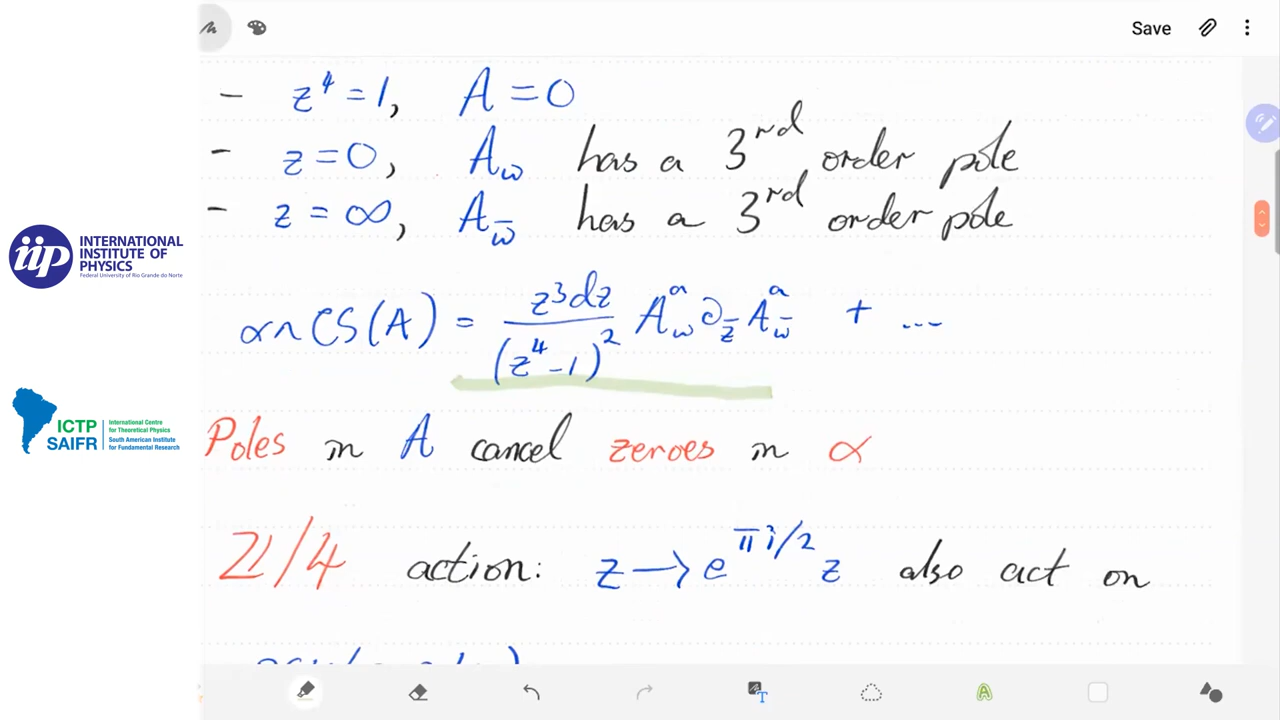 Save
- z⁴ = 1, A = 0
- z = 0, A_w has a 3rd order pole
- z = ∞, A_w̄ has a 3rd order pole
iip INTERNATIONAL INSTITUTE OF PHYSICS
Federal University of Rio Grande do Norte
α ∧ CS(A) = z³dz / (z⁴-1)² A_w^a ∂_z̄ A_w̄^a + ...
ICTP SAIFR
International Centre for Theoretical Physics
South American Institute for Fundamental Research
Poles in A cancel zeroes in α
ℤ/4 action: z → e^{πi/2} z also act on